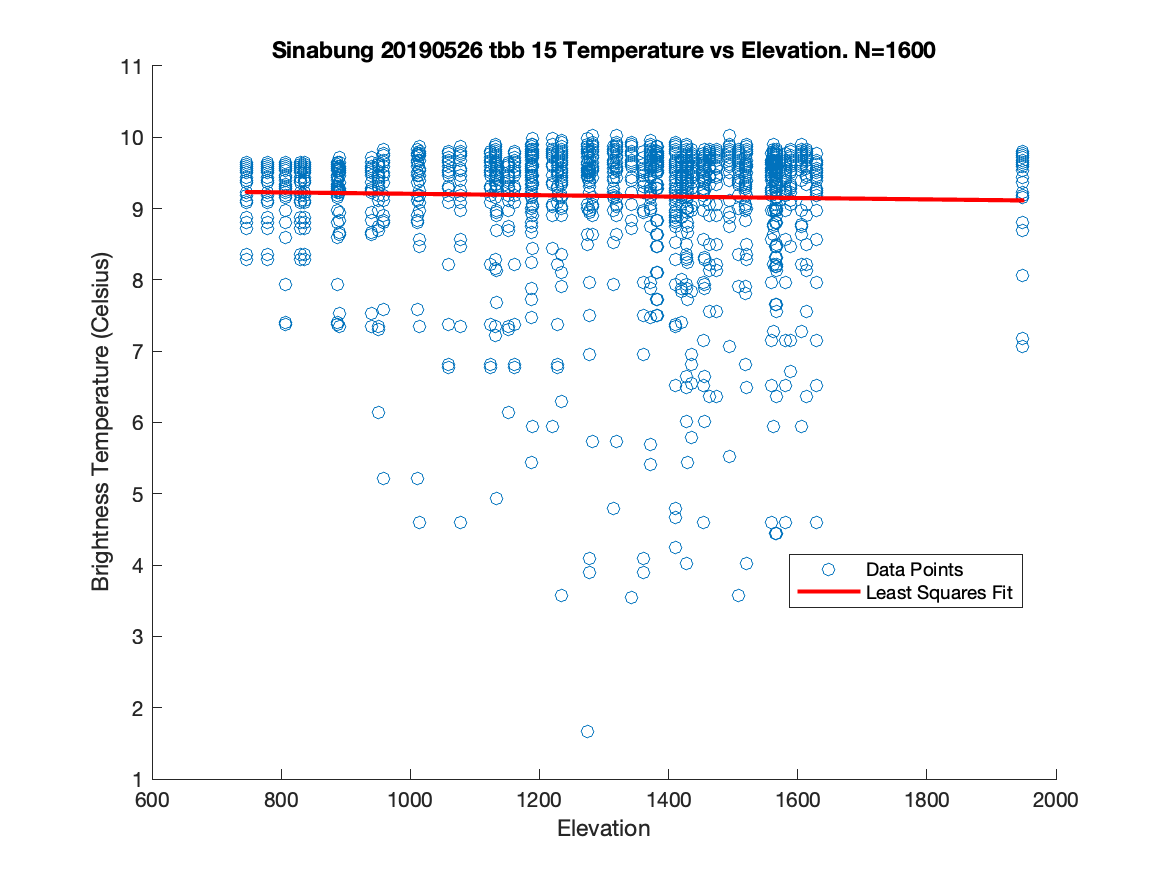 Sinabung 20190526 tbb 15 Temperature vs Elevation. N=1600
11
10
9
8
7
6
5
4
3
2
1
Brightness Temperature (Celsius)
Data Points
Least Squares Fit
600 800 1000 1200 1400 1600 1800 2000
Elevation